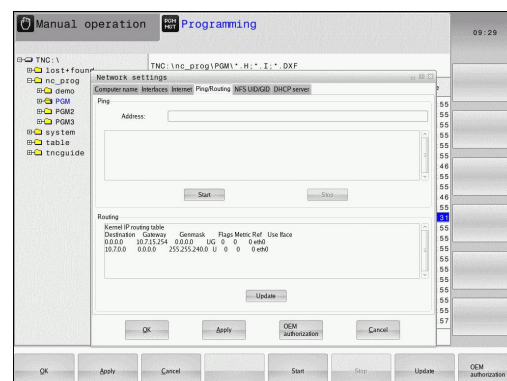 Manual operation
PGM MGT
Programming
09:29
TNC:\
lost+found
nc_prog
demo
PGM
PGM2
PGM3
system
table
tncguide
TNC:\nc_prog\PGM\*.H;*.I;*.DXF
Network settings
Computer name Interfaces Internet Ping/Routing NFS UID/GID DHCP server
Ping
Address:
Start Stop
Routing
Kernel IP routing table
Destination Gateway Genmask Flags Metric Ref Use Iface
0.0.0.0 10.7.15.254 0.0.0.0 UG 0 0 0 eth0
10.7.0.0 0.0.0.0 255.255.240.0 U 0 0 0 eth0
Update
OK Apply OEM authorization Cancel
e
55
55
55
55
55
55
46
55
46
55
31
55
55
55
55
55
55
55
55
57
OK Apply Cancel Start Stop Update OEM authorization